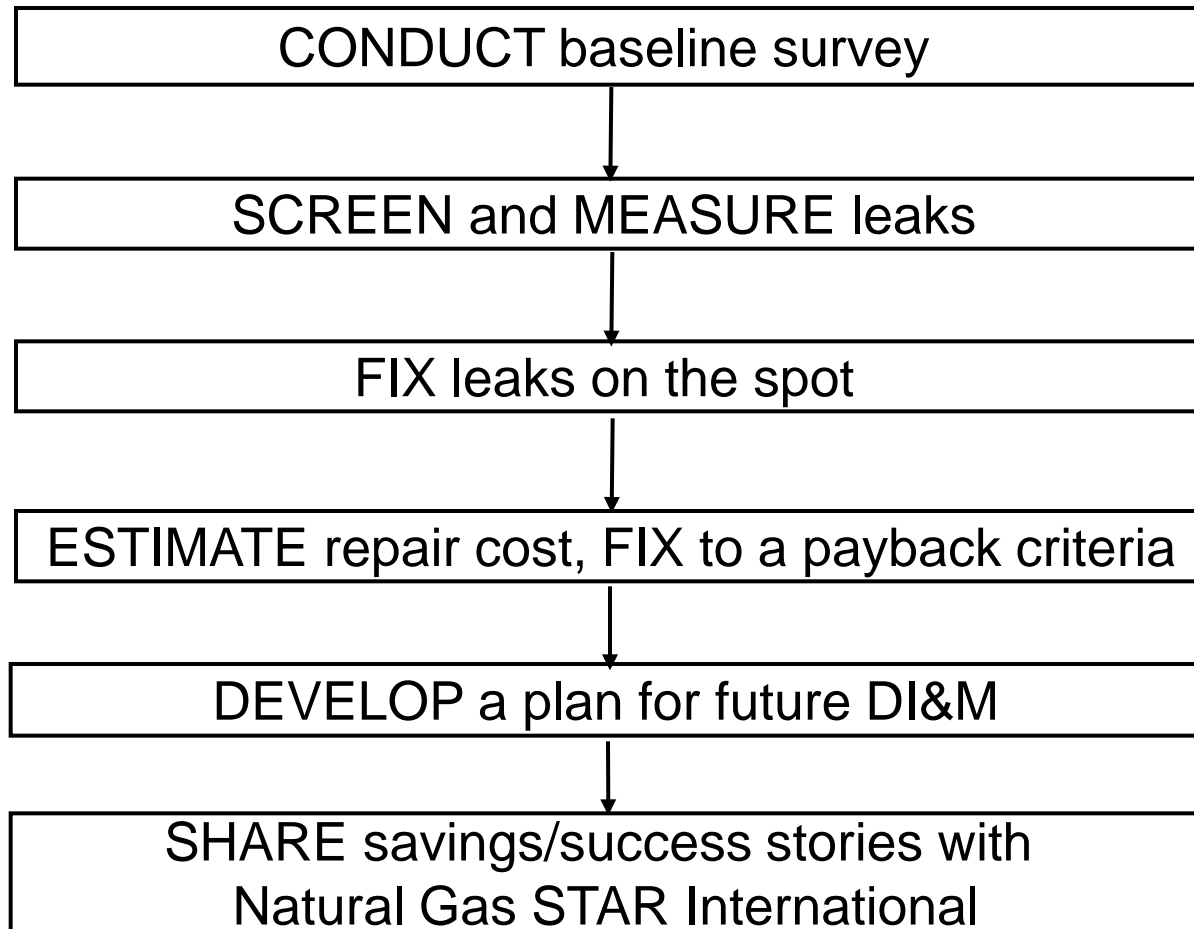 CONDUCT baseline survey
SCREEN and MEASURE leaks
FIX leaks on the spot
ESTIMATE repair cost, FIX to a payback criteria
DEVELOP a plan for future DI&M
SHARE savings/success stories with
Natural Gas STAR International